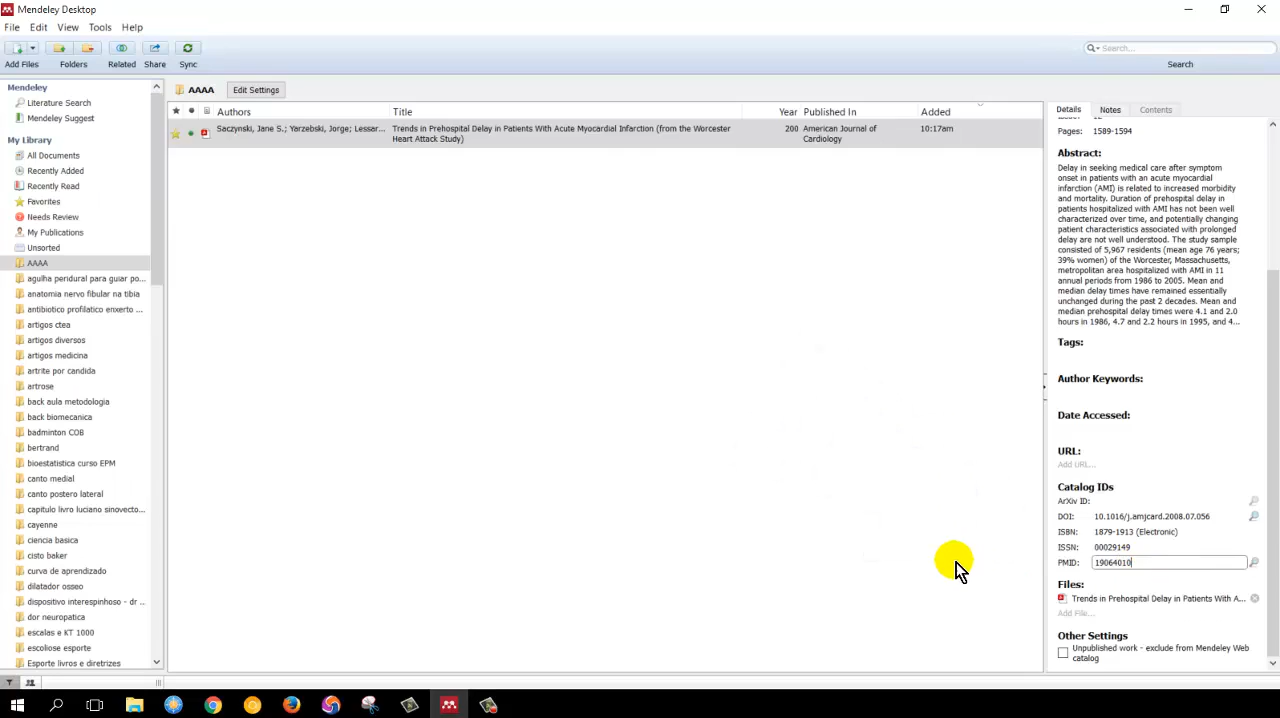 Mendeley Desktop
File Edit View Tools Help
Add Files Folders Related Share Sync
Search...
Search
Mendeley
Literature Search
Mendeley Suggest
My Library
All Documents
Recently Added
Recently Read
Favorites
Needs Review
My Publications
Unsorted
AAAA
agulha peridural para guiar po...
anatomia nervo fibular na tibia
antibiotico profilatico enxerto ...
artigos ctea
artigos diversos
artigos medicina
artrite por candida
artrose
back aula metodologia
back biomecanica
badminton COB
bertrand
bioestatistica curso EPM
canto medial
canto postero lateral
capitulo livro luciano sinovecto...
cayenne
ciencia basica
cisto baker
curva de aprendizado
dilatador osseo
dispositivo interespinhoso - dr ...
dor neuropatica
escalas e KT 1000
escoliose esporte
Esporte livros e diretrizes
AAAA Edit Settings
Authors Title Year Published In Added
Saczynski, Jane S.; Yarzebski, Jorge; Lessar... Trends in Prehospital Delay in Patients With Acute Myocardial Infarction (from the Worcester 200 American Journal of 10:17am
Heart Attack Study) Cardiology
Details Notes Contents
Pages: 1589-1594
Abstract:
Delay in seeking medical care after symptom
onset in patients with an acute myocardial
infarction (AMI) is related to increased morbidity
and mortality. Duration of prehospital delay in
patients hospitalized with AMI has not been well
characterized over time, and potentially changing
patient characteristics associated with prolonged
delay are not well understood. The study sample
consisted of 5,967 residents (mean age 76 years;
39% women) of the Worcester, Massachusetts,
metropolitan area hospitalized with AMI in 11
annual periods from 1986 to 2005. Mean and
median delay times have remained essentially
unchanged during the past 2 decades. Mean and
median prehospital delay times were 4.1 and 2.0
hours in 1986, 4.7 and 2.2 hours in 1995, and 4...
Tags:
Author Keywords:
Date Accessed:
URL:
Add URL...
Catalog IDs
ArXiv ID:
DOI: 10.1016/j.amjcard.2008.07.056
ISBN: 1879-1913 (Electronic)
ISSN: 00029149
PMID: 19064010
Files:
Trends in Prehospital Delay in Patients With A...
Add File...
Other Settings
Unpublished work - exclude from Mendeley Web
catalog